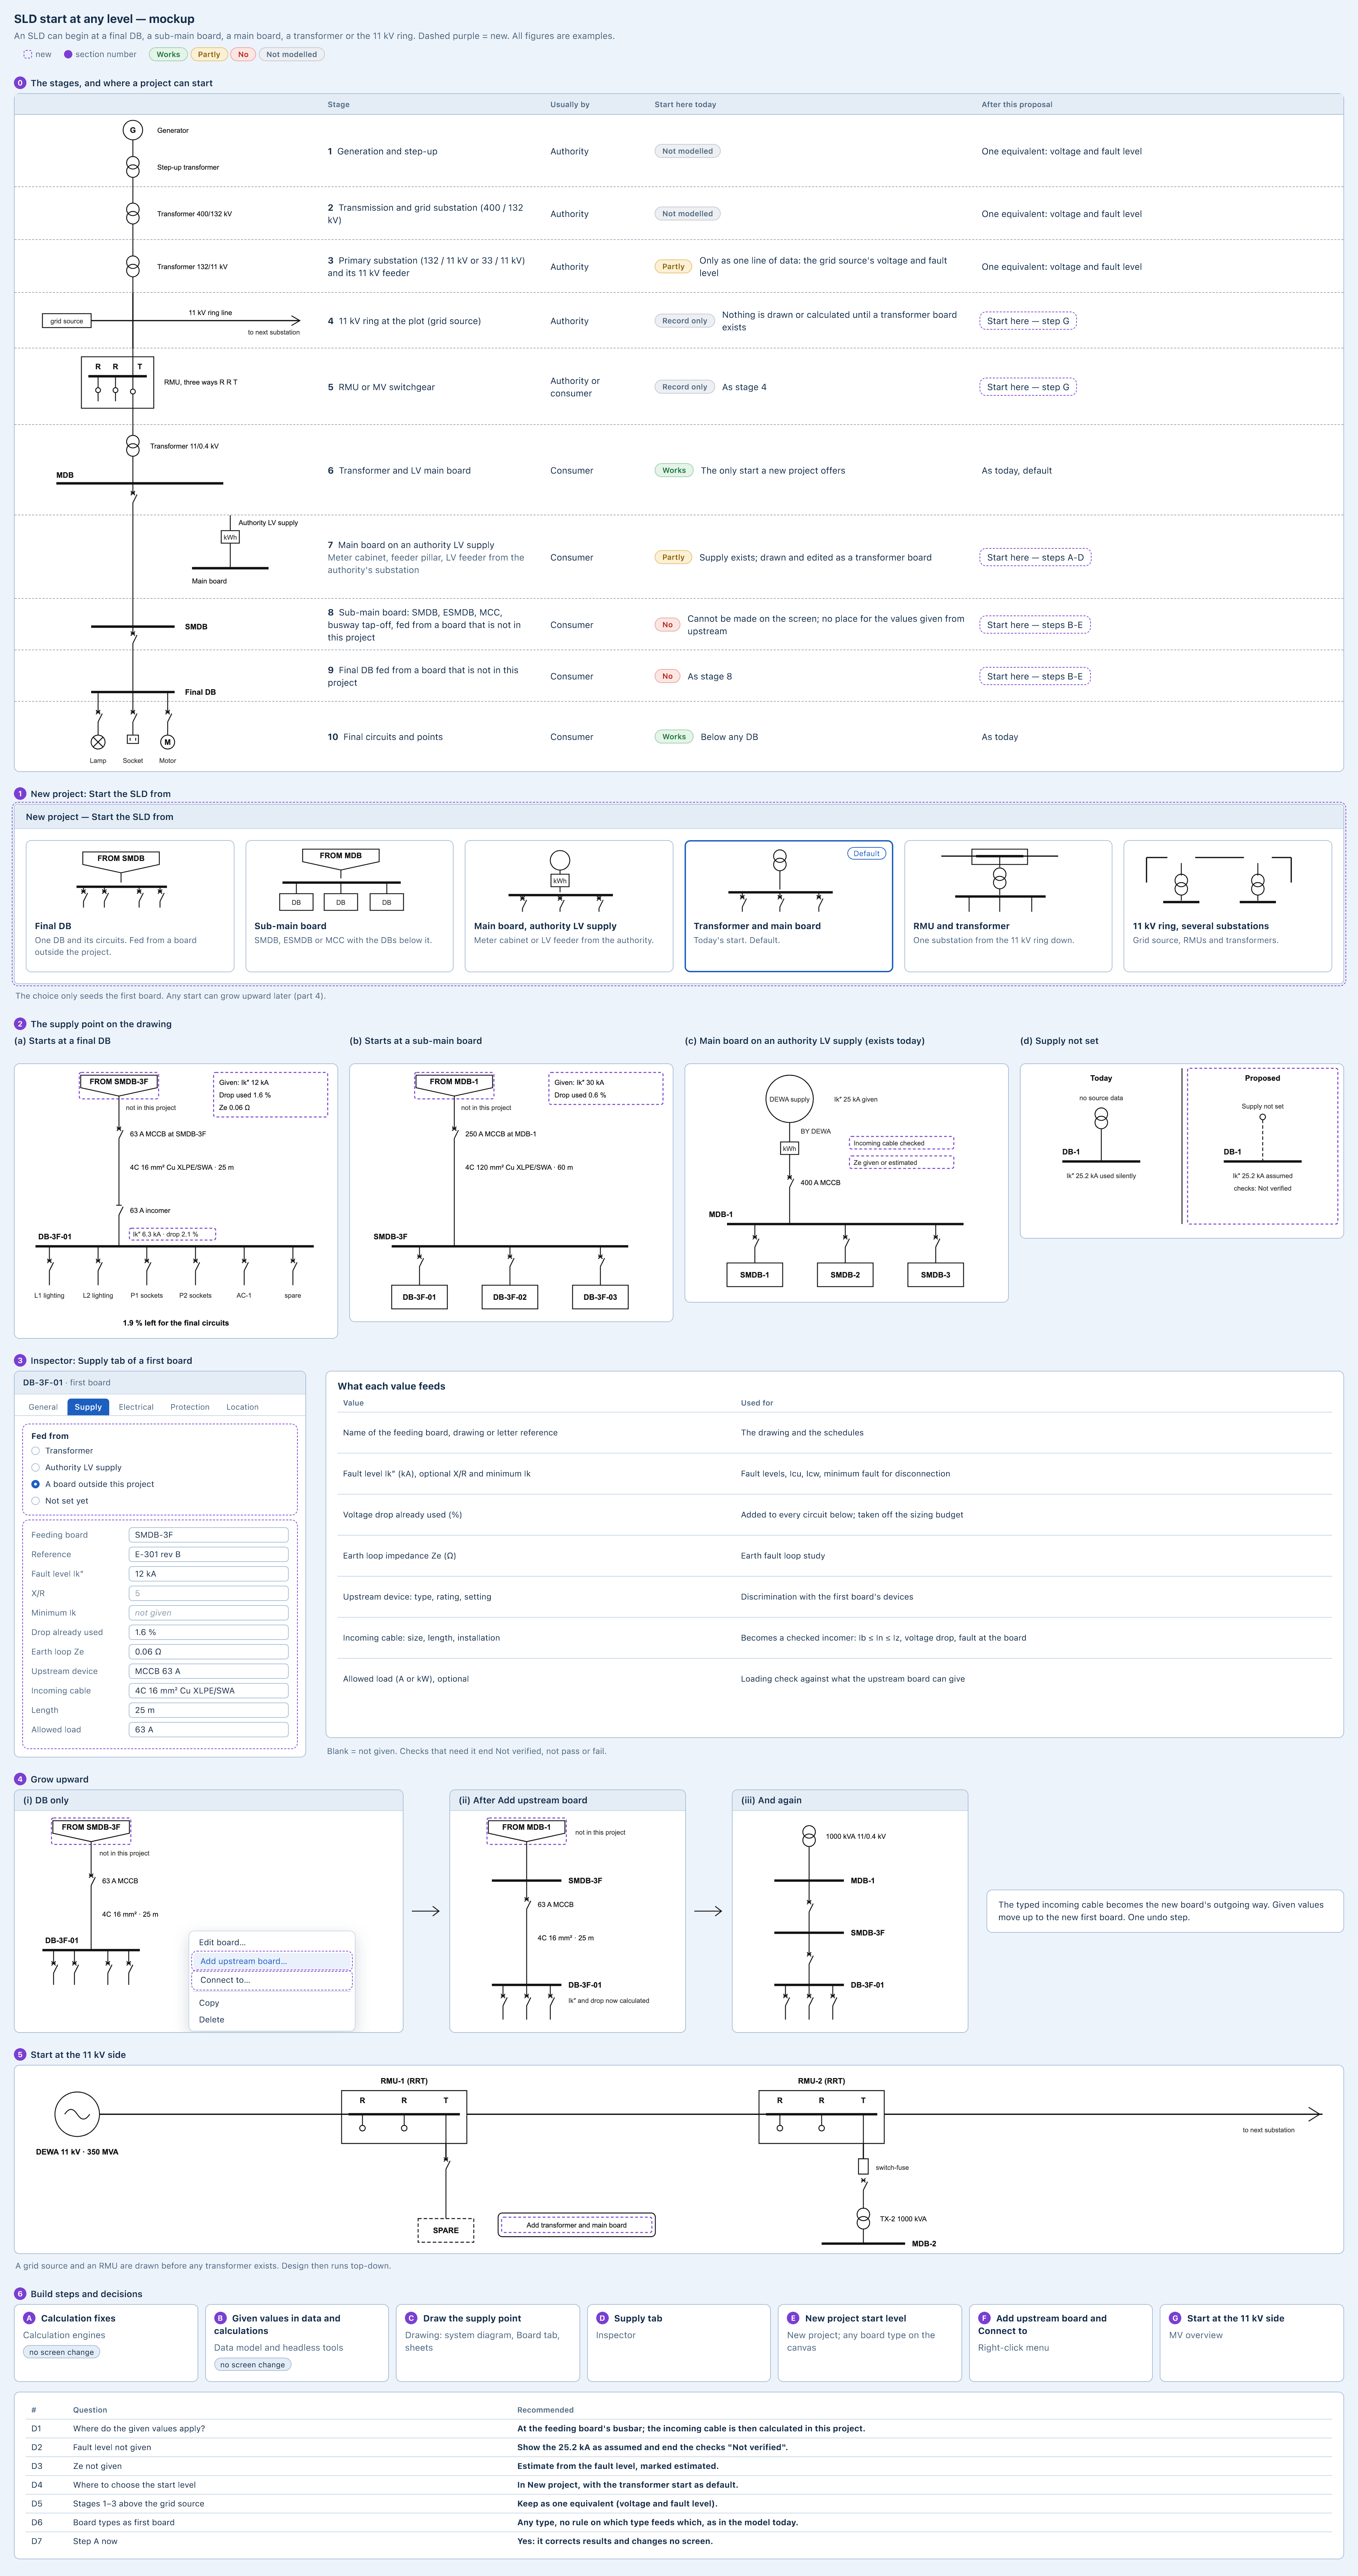 SLD start at any level — mockup
An SLD can begin at a final DB, a sub-main board, a main board, a transformer or the 11 kV ring. Dashed purple = new. All figures are examples.
new section number Works Partly No Not modelled
0 The stages, and where a project can start
Stage Usually by Start here today After this proposal
G Generator
Step-up transformer
1 Generation and step-up Authority Not modelled One equivalent: voltage and fault level
Transformer 400/132 kV
2 Transmission and grid substation (400 / 132
kV)
Authority Not modelled One equivalent: voltage and fault level
Transformer 132/11 kV
3 Primary substation (132 / 11 kV or 33 / 11 kV)
and its 11 kV feeder
Authority Partly Only as one line of data: the grid source's voltage and fault
level
One equivalent: voltage and fault level
11 kV ring line
grid source
to next substation
4 11 kV ring at the plot (grid source) Authority Record only Nothing is drawn or calculated until a transformer board
exists
Start here — step G
R R T
RMU, three ways R R T
5 RMU or MV switchgear Authority or
consumer
Record only As stage 4 Start here — step G
Transformer 11/0.4 kV
MDB
6 Transformer and LV main board Consumer Works The only start a new project offers As today, default
Authority LV supply
kWh
Main board
7 Main board on an authority LV supply
Meter cabinet, feeder pillar, LV feeder from the
authority's substation
Consumer Partly Supply exists; drawn and edited as a transformer board Start here — steps A-D
SMDB
8 Sub-main board: SMDB, ESMDB, MCC,
busway tap-off, fed from a board that is not in
this project
Consumer No Cannot be made on the screen; no place for the values given from
upstream
Start here — steps B-E
Final DB
9 Final DB fed from a board that is not in this
project
Consumer No As stage 8 Start here — steps B-E
M
Lamp Socket Motor
10 Final circuits and points Consumer Works Below any DB As today
1 New project: Start the SLD from
New project — Start the SLD from
FROM SMDB
Final DB
One DB and its circuits. Fed from a board
outside the project.
FROM MDB
DB DB DB
Sub-main board
SMDB, ESMDB or MCC with the DBs below it.
kWh
Main board, authority LV supply
Meter cabinet or LV feeder from the authority.
Default
Transformer and main board
Today's start. Default.
RMU and transformer
One substation from the 11 kV ring down.
11 kV ring, several substations
Grid source, RMUs and transformers.
The choice only seeds the first board. Any start can grow upward later (part 4).
2 The supply point on the drawing
(a) Starts at a final DB
FROM SMDB-3F
Given: Ik" 12 kA
Drop used 1.6 %
Ze 0.06 Ω
not in this project
63 A MCCB at SMDB-3F
4C 16 mm² Cu XLPE/SWA · 25 m
63 A incomer
Ik" 6.3 kA · drop 2.1 %
DB-3F-01
L1 lighting L2 lighting P1 sockets P2 sockets AC-1 spare
1.9 % left for the final circuits
(b) Starts at a sub-main board
FROM MDB-1
Given: Ik" 30 kA
Drop used 0.6 %
not in this project
250 A MCCB at MDB-1
4C 120 mm² Cu XLPE/SWA · 60 m
SMDB-3F
DB-3F-01 DB-3F-02 DB-3F-03
(c) Main board on an authority LV supply (exists today)
DEWA supply Ik" 25 kA given
BY DEWA
kWh
Incoming cable checked
Ze given or estimated
400 A MCCB
MDB-1
SMDB-1 SMDB-2 SMDB-3
(d) Supply not set
Today
no source data
DB-1
Ik" 25.2 kA used silently
Proposed
Supply not set
DB-1
Ik" 25.2 kA assumed
checks: Not verified
3 Inspector: Supply tab of a first board
DB-3F-01 · first board
General Supply Electrical Protection Location
Fed from
Transformer
Authority LV supply
A board outside this project
Not set yet
Feeding board SMDB-3F
Reference E-301 rev B
Fault level Ik" 12 kA
X/R 5
Minimum Ik not given
Drop already used 1.6 %
Earth loop Ze 0.06 Ω
Upstream device MCCB 63 A
Incoming cable 4C 16 mm² Cu XLPE/SWA
Length 25 m
Allowed load 63 A
What each value feeds
Value Used for
Name of the feeding board, drawing or letter reference The drawing and the schedules
Fault level Ik" (kA), optional X/R and minimum Ik Fault levels, Icu, Icw, minimum fault for disconnection
Voltage drop already used (%) Added to every circuit below; taken off the sizing budget
Earth loop impedance Ze (Ω) Earth fault loop study
Upstream device: type, rating, setting Discrimination with the first board's devices
Incoming cable: size, length, installation Becomes a checked incomer: Ib ≤ In ≤ Iz, voltage drop, fault at the board
Allowed load (A or kW), optional Loading check against what the upstream board can give
Blank = not given. Checks that need it end Not verified, not pass or fail.
4 Grow upward
(i) DB only
FROM SMDB-3F
not in this project
63 A MCCB
4C 16 mm² · 25 m
DB-3F-01
Edit board...
Add upstream board...
Connect to...
Copy
Delete
(ii) After Add upstream board
FROM MDB-1
not in this project
SMDB-3F
63 A MCCB
4C 16 mm² · 25 m
DB-3F-01
Ik" and drop now calculated
(iii) And again
1000 kVA 11/0.4 kV
MDB-1
SMDB-3F
DB-3F-01
The typed incoming cable becomes the new board's outgoing way. Given values
move up to the new first board. One undo step.
5 Start at the 11 kV side
DEWA 11 kV · 350 MVA
RMU-1 (RRT)
R R T
SPARE
Add transformer and main board
RMU-2 (RRT)
R R T
to next substation
switch-fuse
TX-2 1000 kVA
MDB-2
A grid source and an RMU are drawn before any transformer exists. Design then runs top-down.
6 Build steps and decisions
A Calculation fixes
Calculation engines
no screen change
B Given values in data and
calculations
Data model and headless tools
no screen change
C Draw the supply point
Drawing: system diagram, Board tab,
sheets
D Supply tab
Inspector
E New project start level
New project; any board type on the
canvas
F Add upstream board and
Connect to
Right-click menu
G Start at the 11 kV side
MV overview
# Question Recommended
D1 Where do the given values apply? At the feeding board's busbar; the incoming cable is then calculated in this project.
D2 Fault level not given Show the 25.2 kA as assumed and end the checks "Not verified".
D3 Ze not given Estimate from the fault level, marked estimated.
D4 Where to choose the start level In New project, with the transformer start as default.
D5 Stages 1–3 above the grid source Keep as one equivalent (voltage and fault level).
D6 Board types as first board Any type, no rule on which type feeds which, as in the model today.
D7 Step A now Yes: it corrects results and changes no screen.